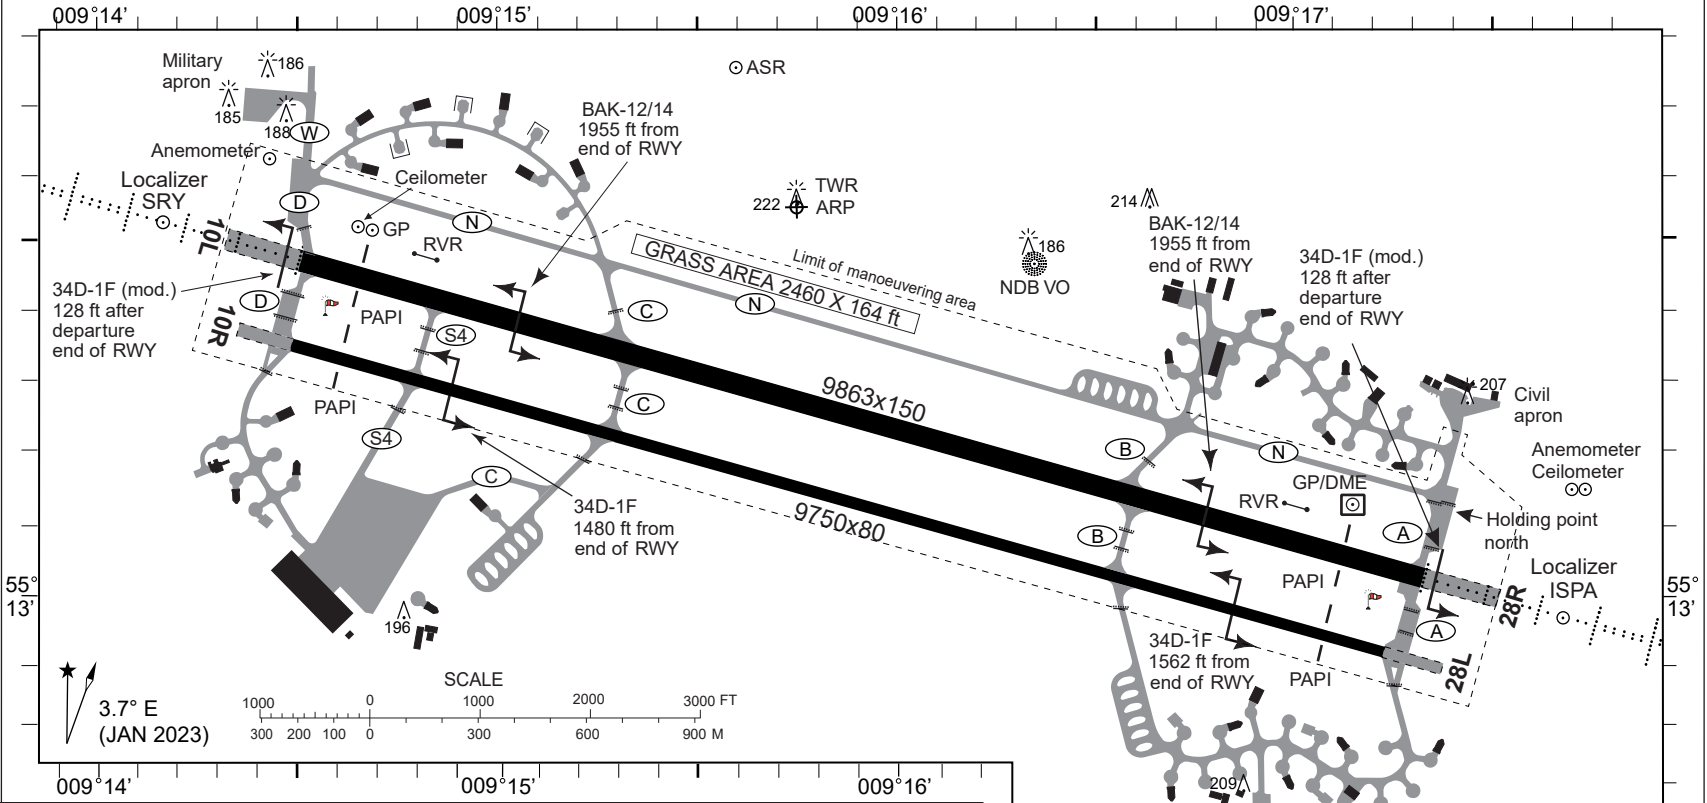 009°14’
009°15’
009°16’
009°17’
Military
apron
186
185
188
W
Anemometer
Localizer
SRY
D
10L
Ceilometer
GP
RVR
N
BAK-12/14
1955 ft from
end of RWY
ASR
222
TWR
ARP
GRASS AREA 2460 X 164 ft
Limit of manoeuvering area
186
NDB VO
214
BAK-12/14
1955 ft from
end of RWY
34D-1F (mod.)
128 ft after
departure
end of RWY
34D-1F (mod.)
128 ft after
departure
end of RWY
D
10R
PAPI
PAPI
S4
S4
C
C
C
N
9863x150
9750x80
207
Civil
apron
Anemometer
Ceilometer
B
B
N
GP/DME
RVR
A
Holding point
north
Localizer
ISPA
PAPI
28R
A
28L
PAPI
34D-1F
1480 ft from
end of RWY
34D-1F
1562 ft from
end of RWY
55°
13’
55°
13’
196
209
3.7° E
(JAN 2023)
SCALE
1000 0 1000 2000 3000 FT
300 200 100 0 300 600 900 M
009°14’
009°15’
009°16’